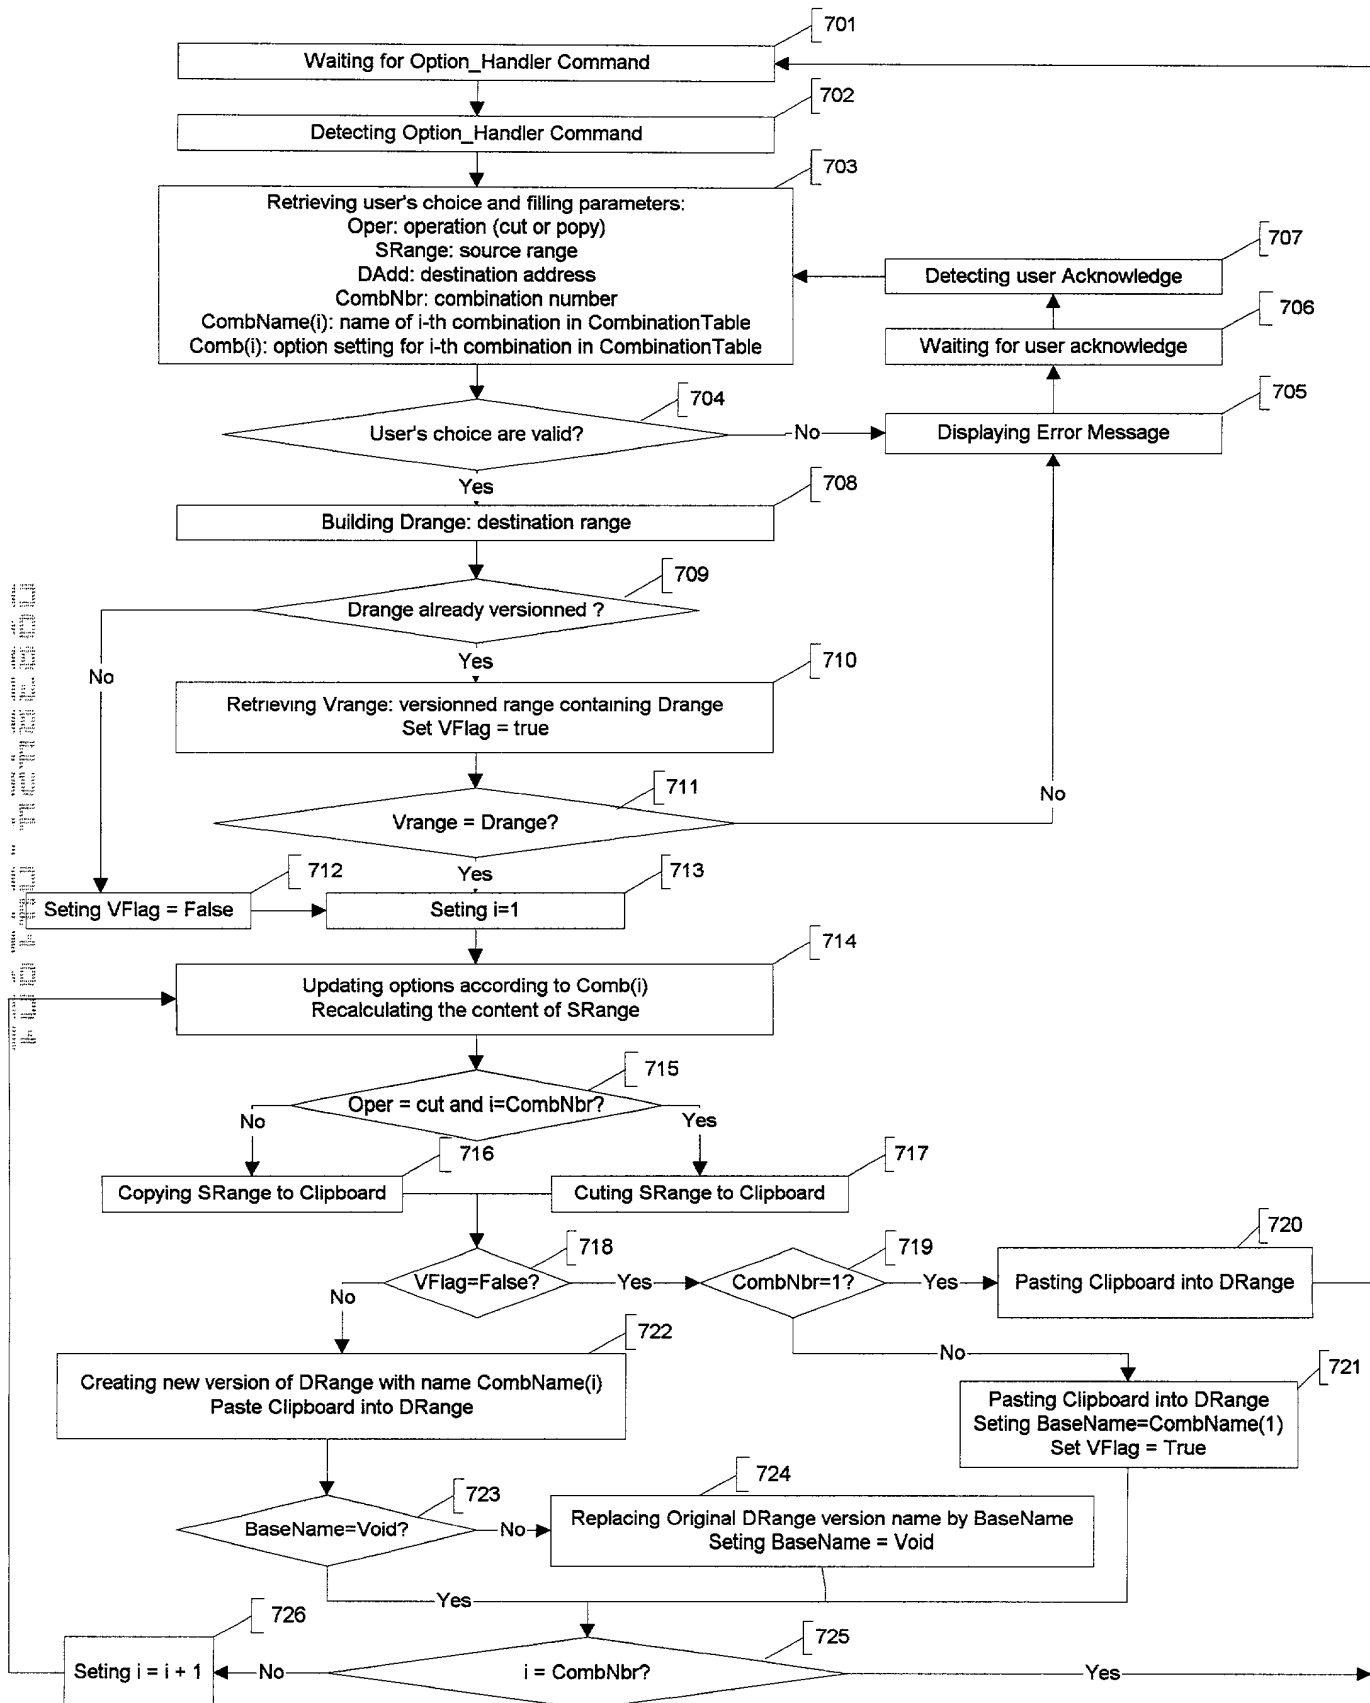 701
Waiting for Option_Handler Command
702
Detecting Option_Handler Command
703
Retrieving user's choice and filling parameters:
Oper: operation (cut or popy)
SRange: source range
DAdd: destination address
CombNbr: combination number
CombName(i): name of i-th combination in CombinationTable
Comb(i): option setting for i-th combination in CombinationTable
707
Detecting user Acknowledge
706
Waiting for user acknowledge
704
705
User's choice are valid?
No
Displaying Error Message
Yes
708
Building Drange: destination range
709
Drange already versionned ?
No
Yes
710
Retrieving Vrange: versionned range containing Drange
Set VFlag = true
711
No
Vrange = Drange?
Yes
712
713
Seting VFlag = False
Seting i=1
714
Updating options according to Comb(i)
Recalculating the content of SRange
715
Oper = cut and i=CombNbr?
No
Yes
716
717
Copying SRange to Clipboard
Cuting SRange to Clipboard
718
719
720
VFlag=False?
Yes
CombNbr=1?
Yes
Pasting Clipboard into DRange
No
722
No
721
Creating new version of DRange with name CombName(i)
Paste Clipboard into DRange
Pasting Clipboard into DRange
Seting BaseName=CombName(1)
Set VFlag = True
723
724
BaseName=Void?
No
Replacing Original DRange version name by BaseName
Seting BaseName = Void
Yes
726
725
Seting i = i + 1
No
i = CombNbr?
Yes